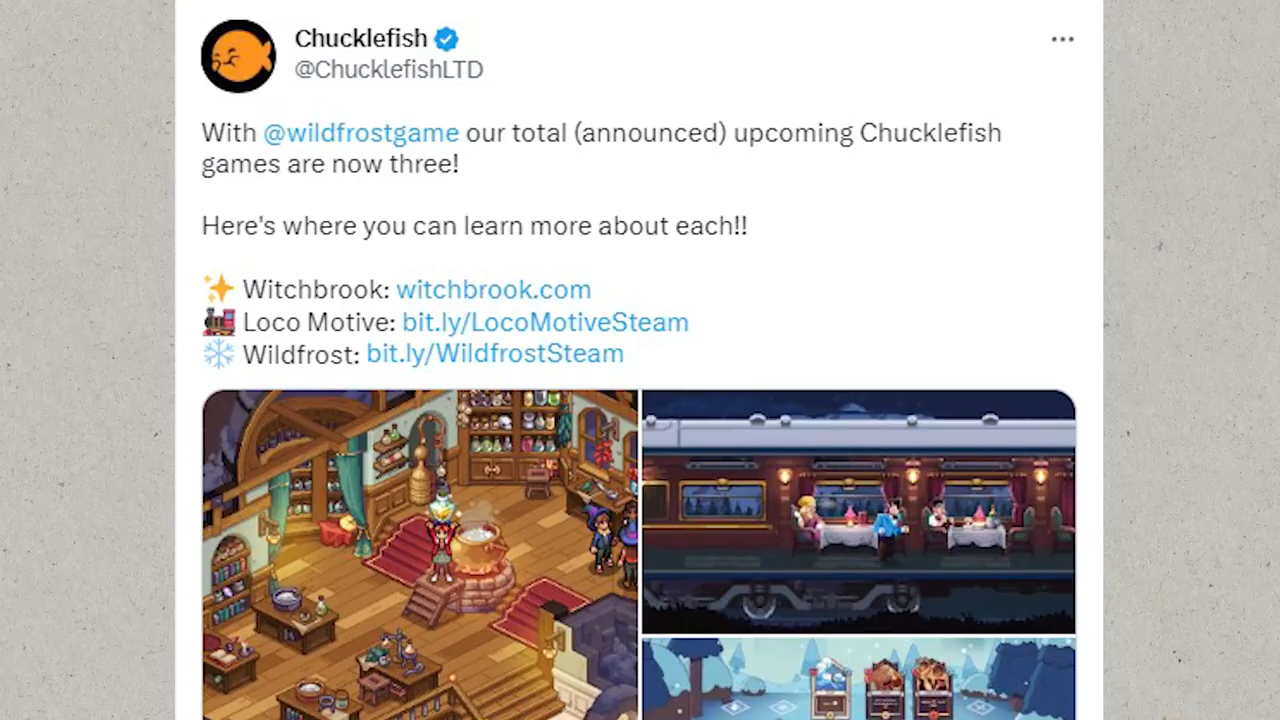 Chucklefish
@ChucklefishLTD
With @wildfrostgame our total (announced) upcoming Chucklefish
games are now three!
Here's where you can learn more about each!!
✨ Witchbrook: witchbrook.com
🚂 Loco Motive: bit.ly/LocoMotiveSteam
❄️ Wildfrost: bit.ly/WildfrostSteam